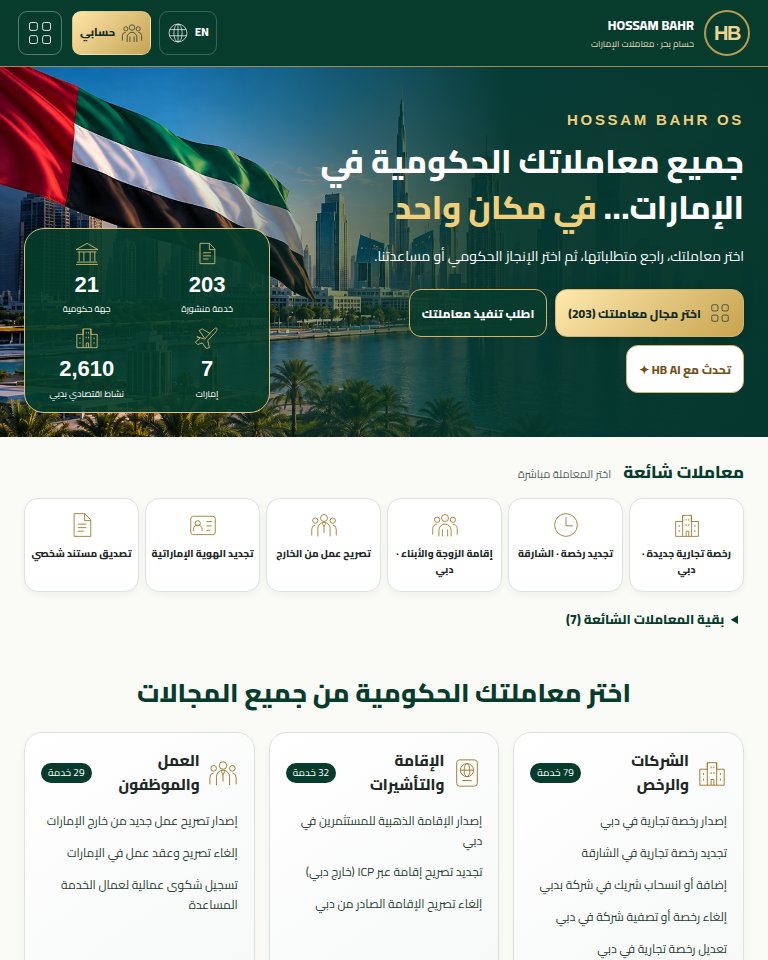 HB
HOSSAM BAHR
حسام بحر · معاملات الإمارات
EN
حسابي
HOSSAM BAHR OS
جميع معاملاتك الحكومية في
الإمارات... في مكان واحد
اختر معاملتك، راجع متطلباتها، ثم اختر الإنجاز الحكومي أو مساعدتنا.
اختر مجال معاملتك (203)
اطلب تنفيذ معاملتك
تحدث مع HB AI ✦
203
خدمة منشورة
21
جهة حكومية
7
إمارات
2,610
نشاط اقتصادي بدبي
معاملات شائعة
اختر المعاملة مباشرة
رخصة تجارية جديدة ·
دبي
تجديد رخصة · الشارقة
إقامة الزوجة والأبناء ·
دبي
تصريح عمل من الخارج
تجديد الهوية الإماراتية
تصديق مستند شخصي
◀ بقية المعاملات الشائعة (7)
اختر معاملتك الحكومية من جميع المجالات
الشركات
والرخص
79 خدمة
إصدار رخصة تجارية في دبي
تجديد رخصة تجارية في الشارقة
إضافة أو انسحاب شريك في شركة بدبي
إلغاء رخصة أو تصفية شركة في دبي
تعديل رخصة تجارية في دبي
الإقامة
والتأشيرات
32 خدمة
إصدار الإقامة الذهبية للمستثمرين في
دبي
تجديد تصريح إقامة عبر ICP (خارج دبي)
إلغاء تصريح الإقامة الصادر من دبي
العمل
والموظفون
29 خدمة
إصدار تصريح عمل جديد من خارج الإمارات
إلغاء تصريح وعقد عمل في الإمارات
تسجيل شكوى عمالية لعمال الخدمة
المساعدة